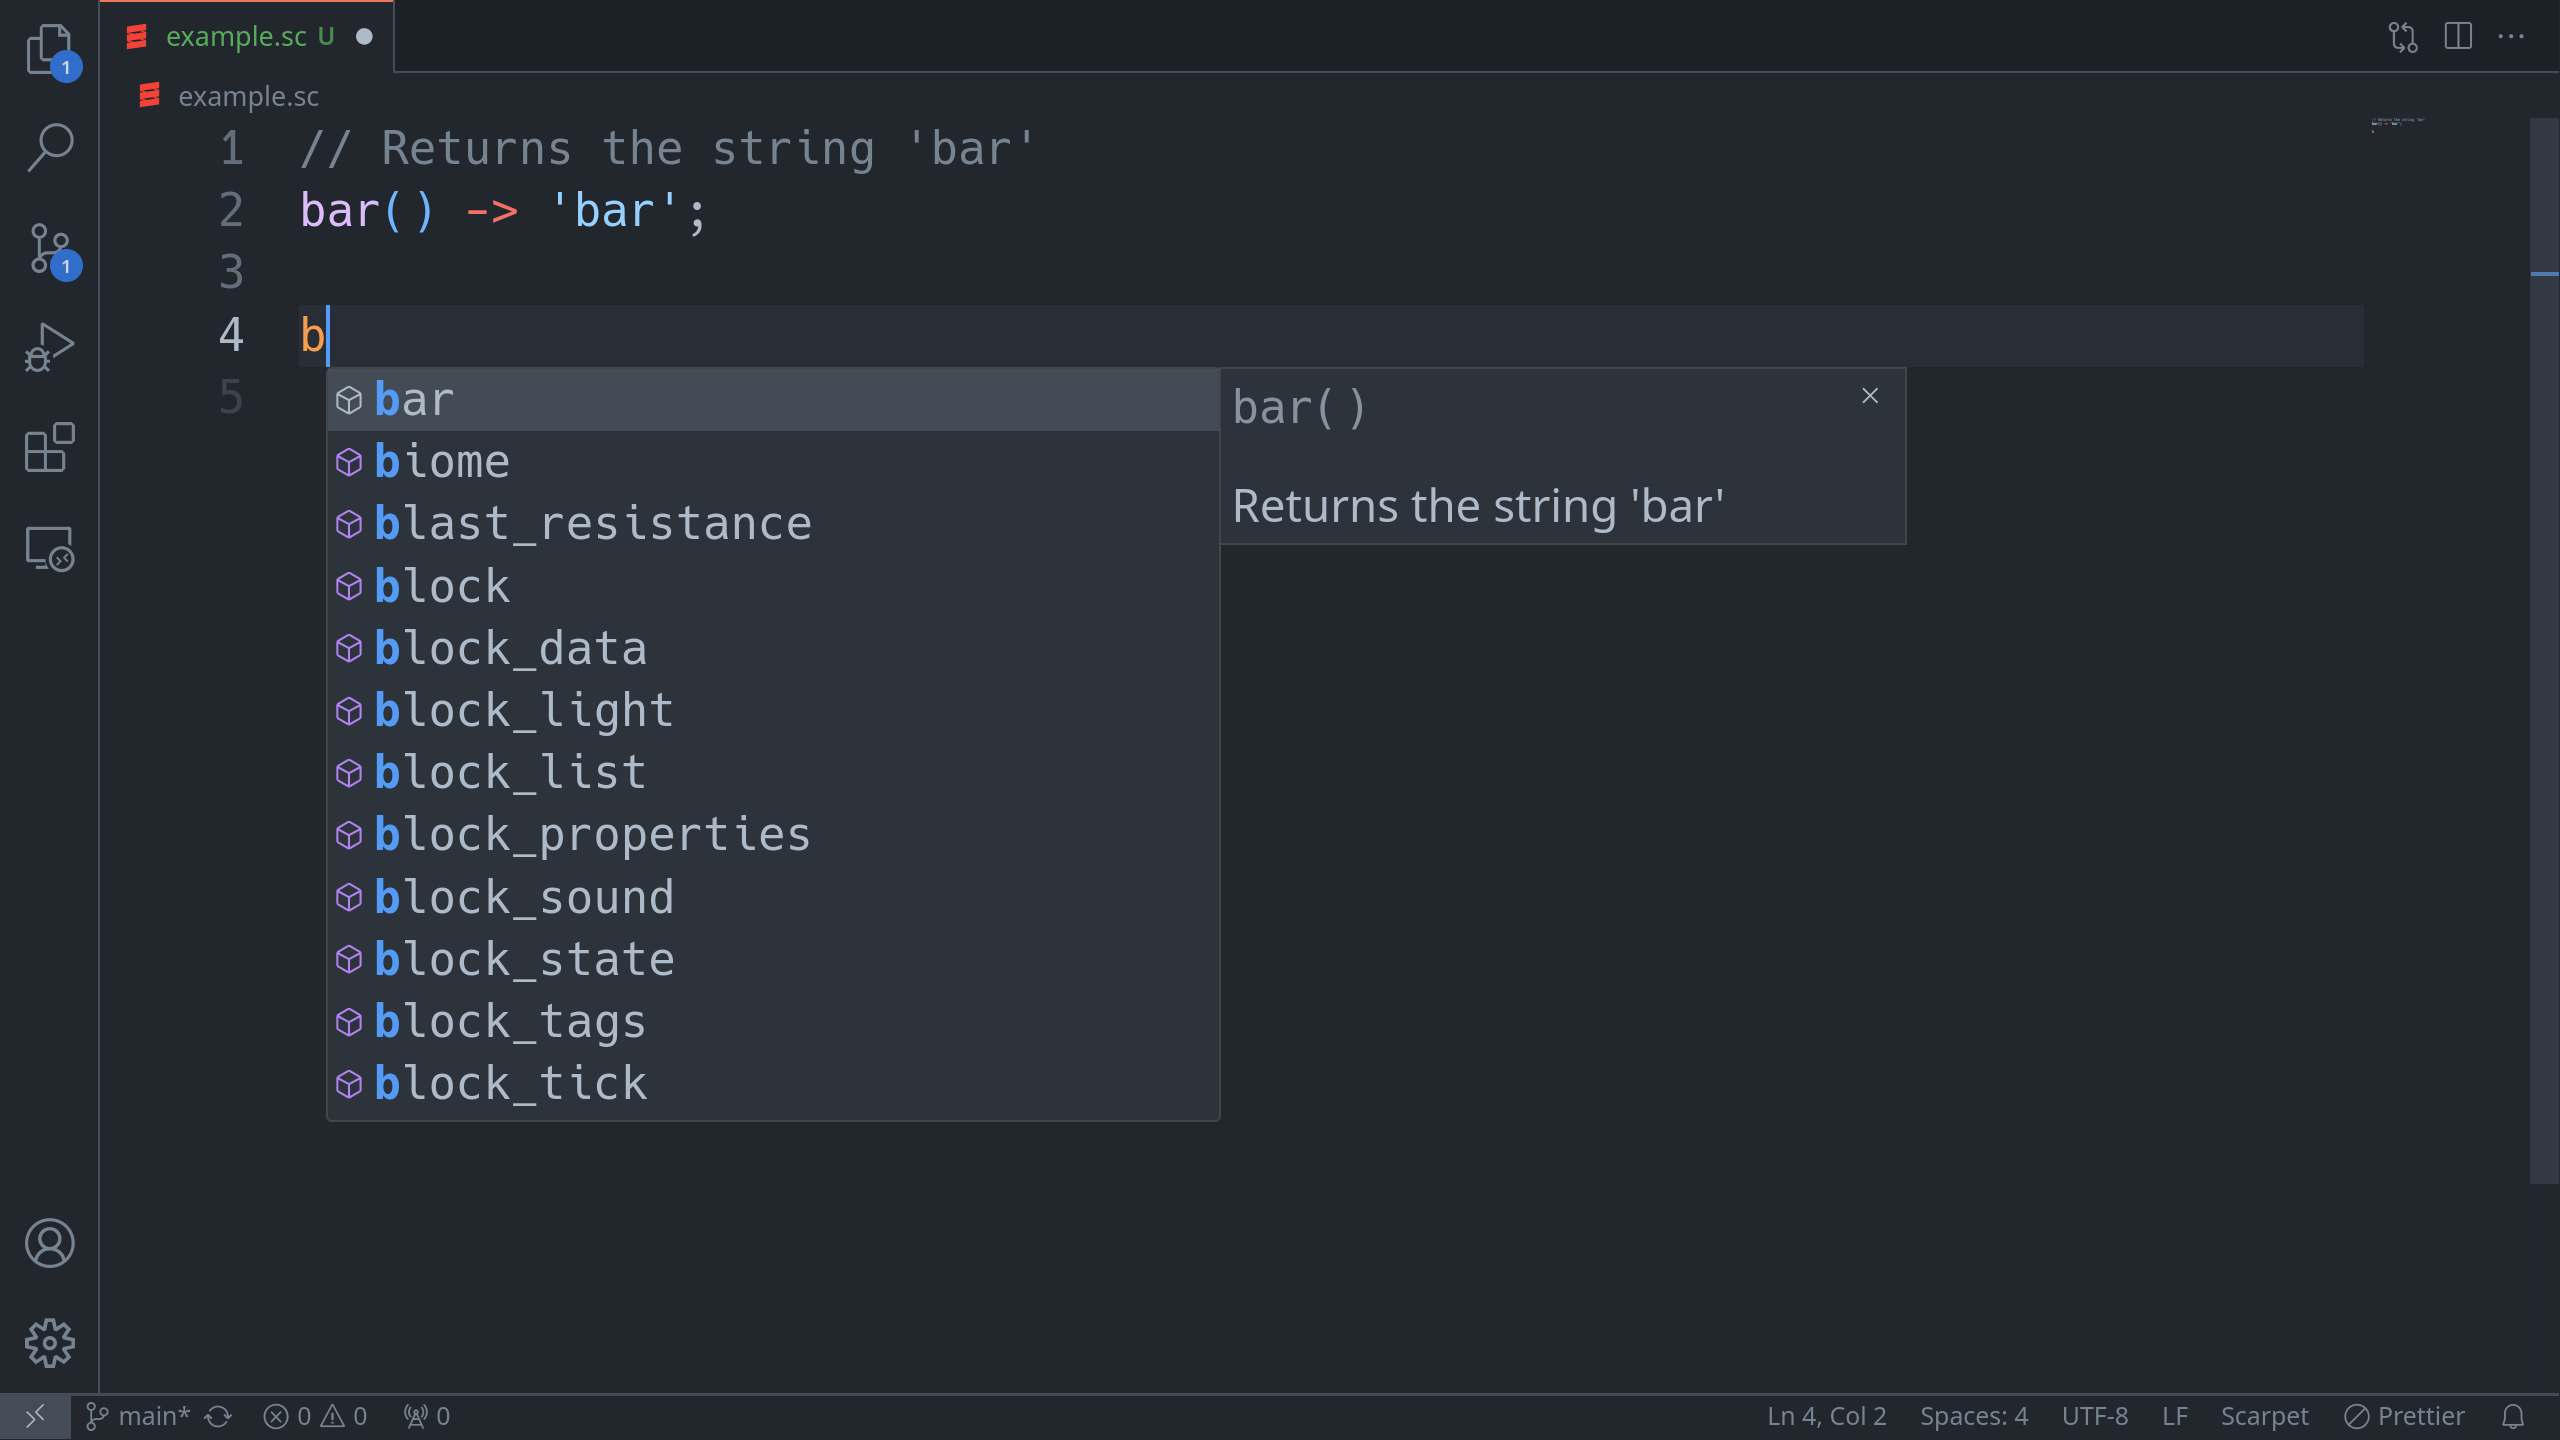 example.sc U
1
example.sc
1 // Returns the string 'bar'
2 bar() -> 'bar';
1
3
4 b
5
bar
biome
blast_resistance
block
block_data
block_light
block_list
block_properties
block_sound
block_state
block_tags
block_tick
bar()
Returns the string 'bar'
main* 0 0 0 Ln 4, Col 2 Spaces: 4 UTF-8 LF Scarpet Prettier